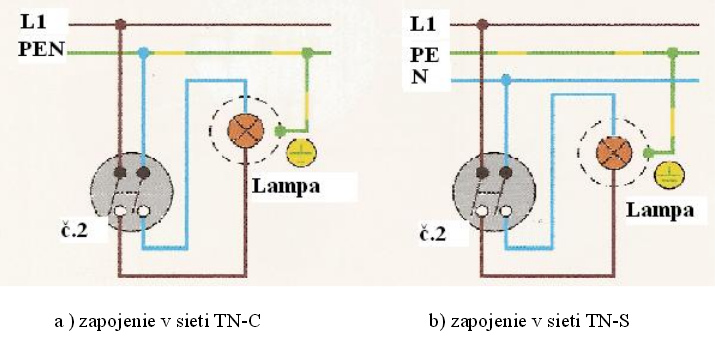 L1
PEN
Lampa
č.2
a ) zapojenie v sieti TN-C
L1
PE
N
Lampa
č.2
b) zapojenie v sieti TN-S